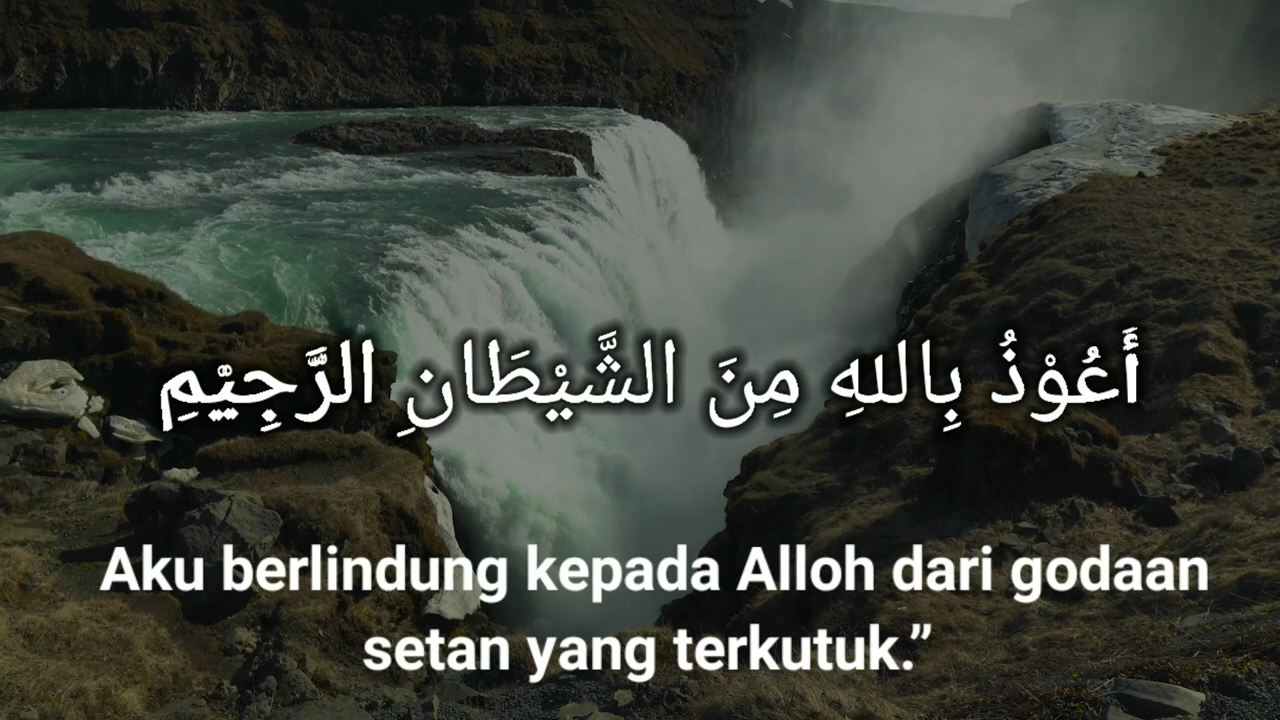 أَعُوْذُ بِاللهِ مِنَ الشَّيْطَانِ الرَّجِيْمِ
Aku berlindung kepada Alloh dari godaan
setan yang terkutuk.”